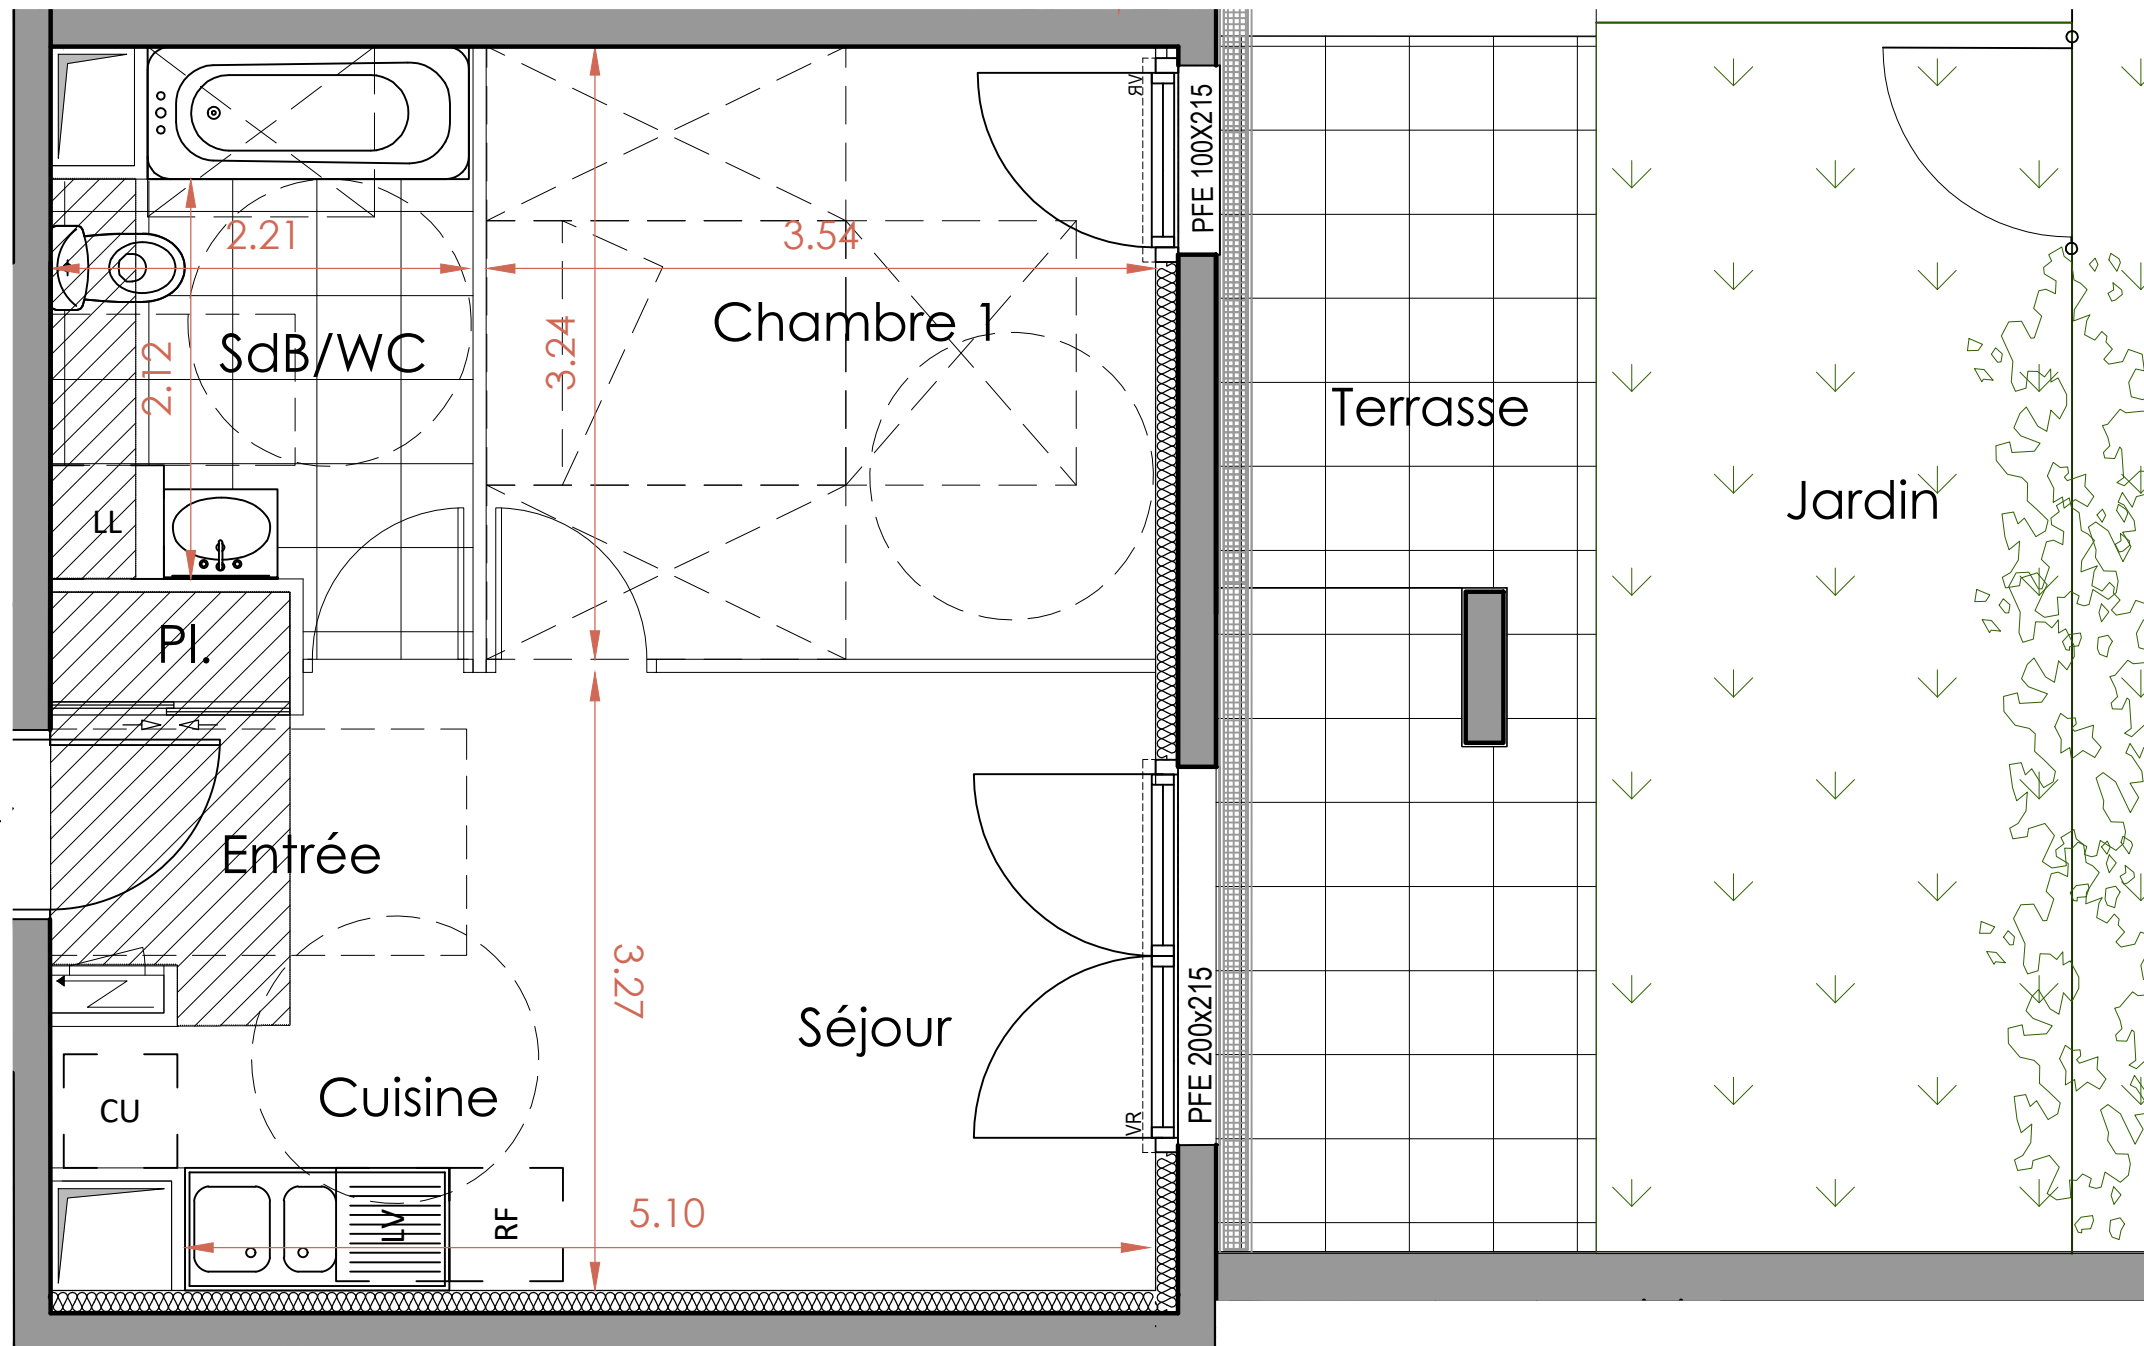 VR
PFE 100X215
2.21
3.54
Chambre 1
3.24
SdB/WC
2.12
Terrasse
Jardin
LL
Pl.
Entrée
3.27
Séjour
PFE 200x215
Cuisine
CU
VR
LV
RF
5.10